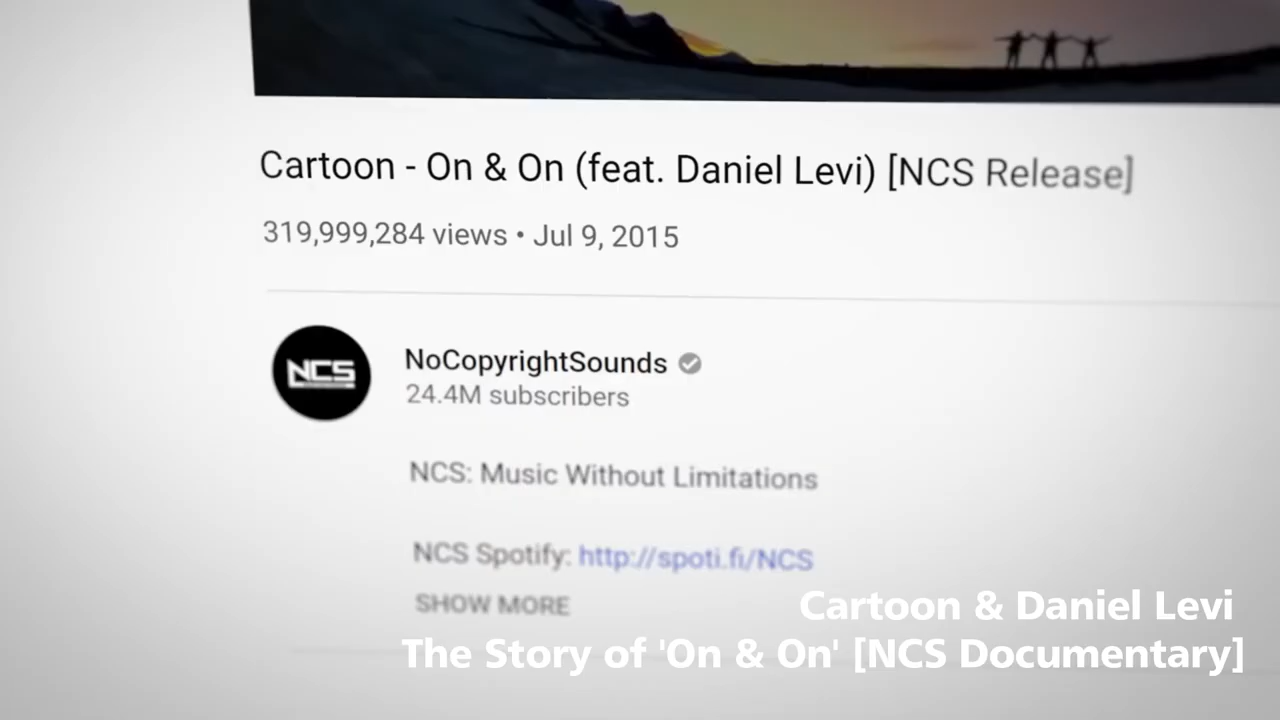 Cartoon - On & On (feat. Daniel Levi) [NCS Release]
319,999,284 views • Jul 9, 2015
NCS
NoCopyrightSounds
24.4M subscribers
NCS: Music Without Limitations
NCS Spotify: http://spoti.fi/NCS
SHOW MORE
Cartoon & Daniel Levi
The Story of 'On & On' [NCS Documentary]